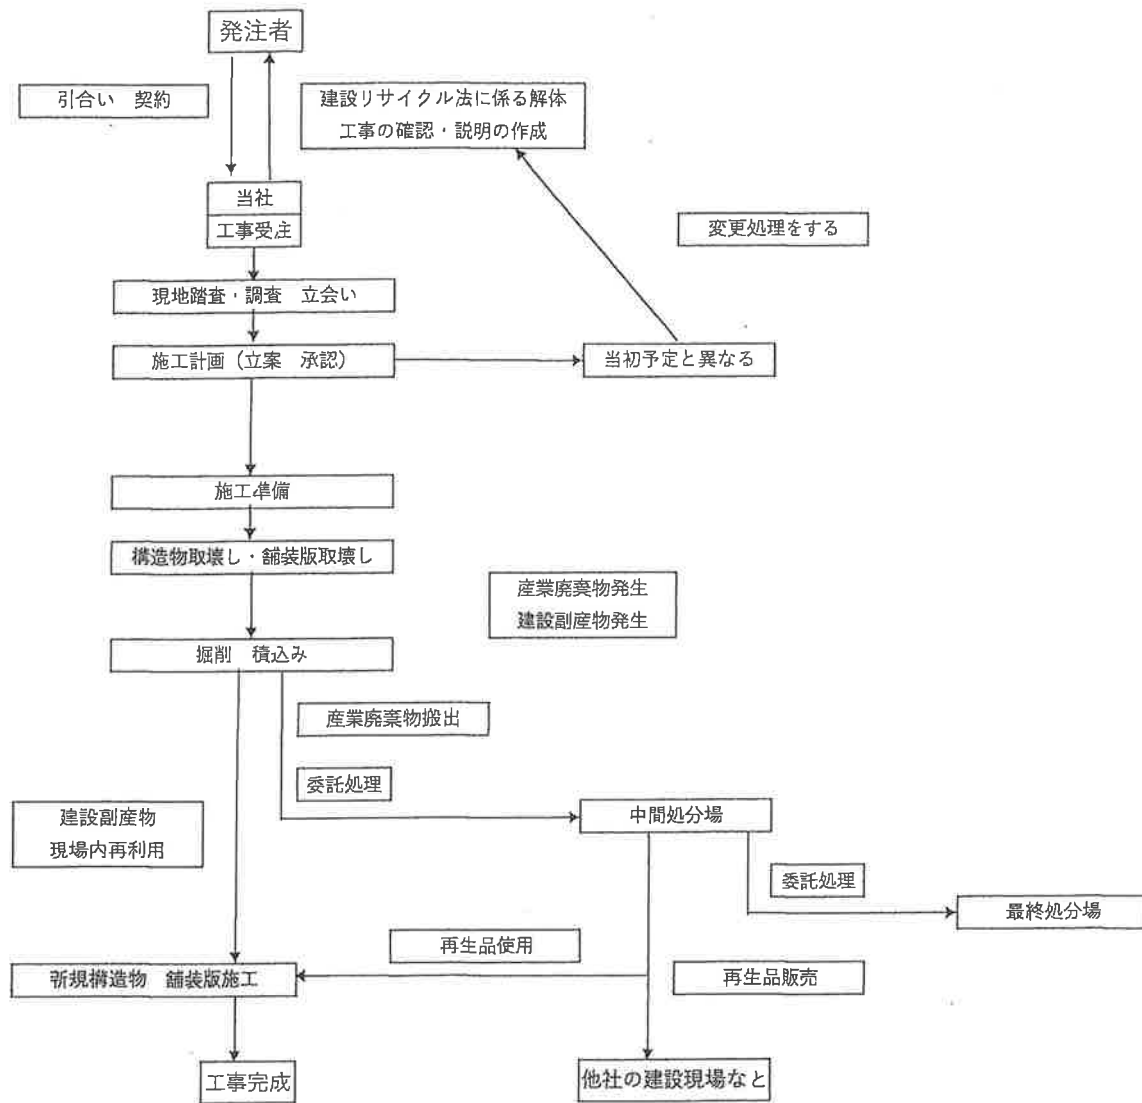 発注者
引合い　契約
建設リサイクル法に係る解体
工事の確認・説明の作成
当社
工事受注
変更処理をする
現地踏査・調査　立会い
施工計画（立案　承認）
当初予定と異なる
施工準備
構造物取壊し・舗装版取壊し
産業廃棄物発生
建設副産物発生
掘削　積込み
産業廃棄物搬出
委託処理
建設副産物
現場内再利用
中間処分場
委託処理
最終処分場
再生品使用
新規構造物　舗装版施工
再生品販売
工事完成
他社の建設現場など